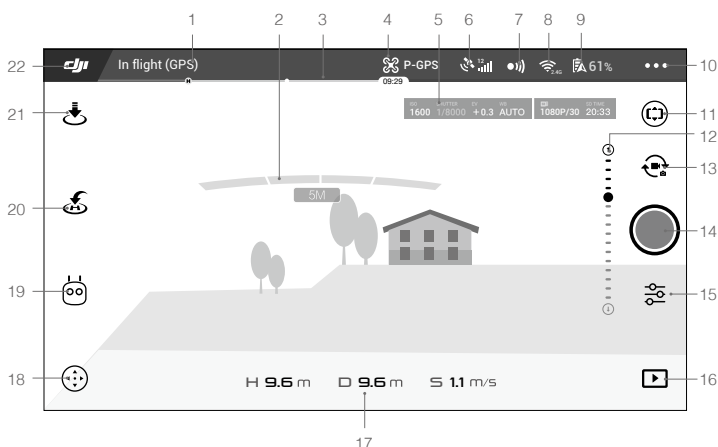 1 2 3 4 5 6 7 8 9
22 dji In flight (GPS) P-GPS 12 2.4G 61% 10
H 09:29
21 ISO SHUTTER EV WB SD TIME 11
1600 1/8000 +0.3 AUTO 1080P/30 20:33
12
13
20 5M
14
19 15
18 H 9.6 m D 9.6 m S 1.1 m/s 16
17